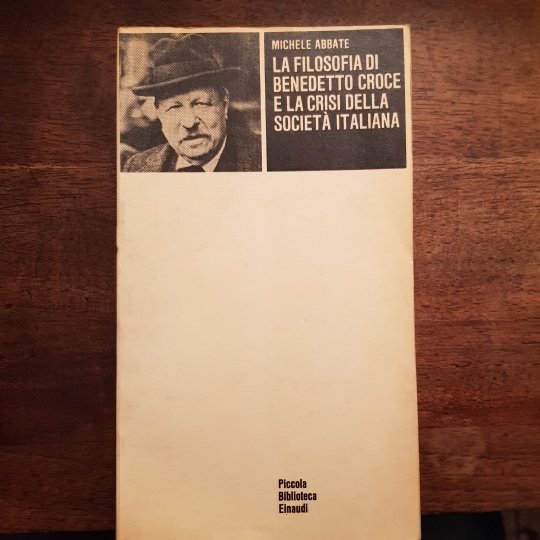 MICHELE ABBATE
LA FILOSOFIA DI
BENEDETTO CROCE
E LA CRISI DELLA
SOCIETÀ ITALIANA
Piccola
Biblioteca
Einaudi